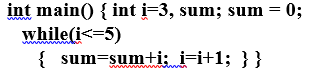 int main() { int i=3, sum; sum = 0;
while(i<=5)
{ sum=sum+i; i=i+1; } }